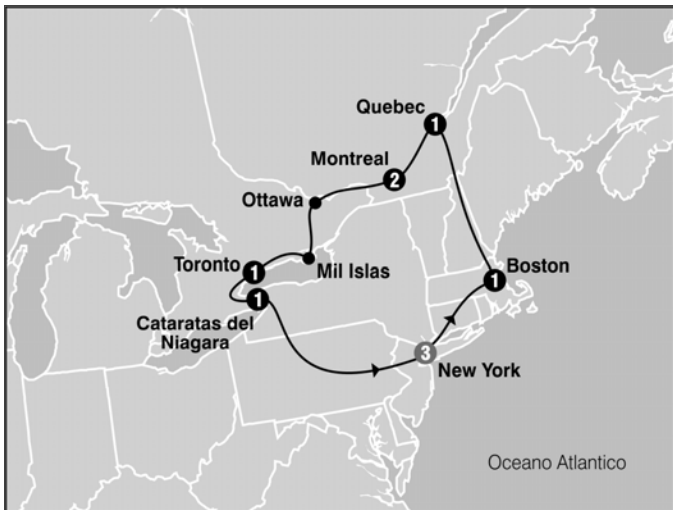 Quebec
1
Montreal
2
Ottawa
Toronto
1
Mil Islas
Boston
1
1
Cataratas del
Niagara
3
New York
Oceano Atlantico